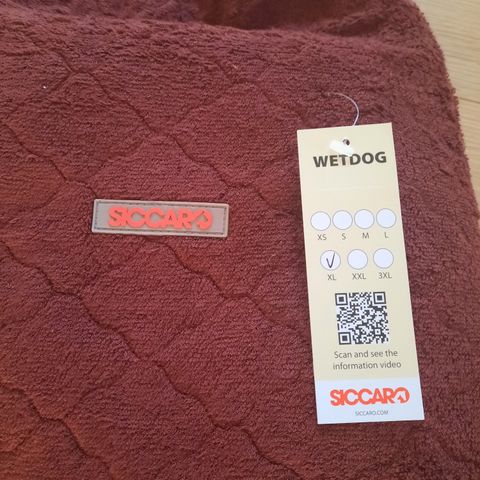 SICCARO
WETDOG
XS S M L
XL XXL 3XL
Scan and see the
information video
SICCARO
SICCARO.COM